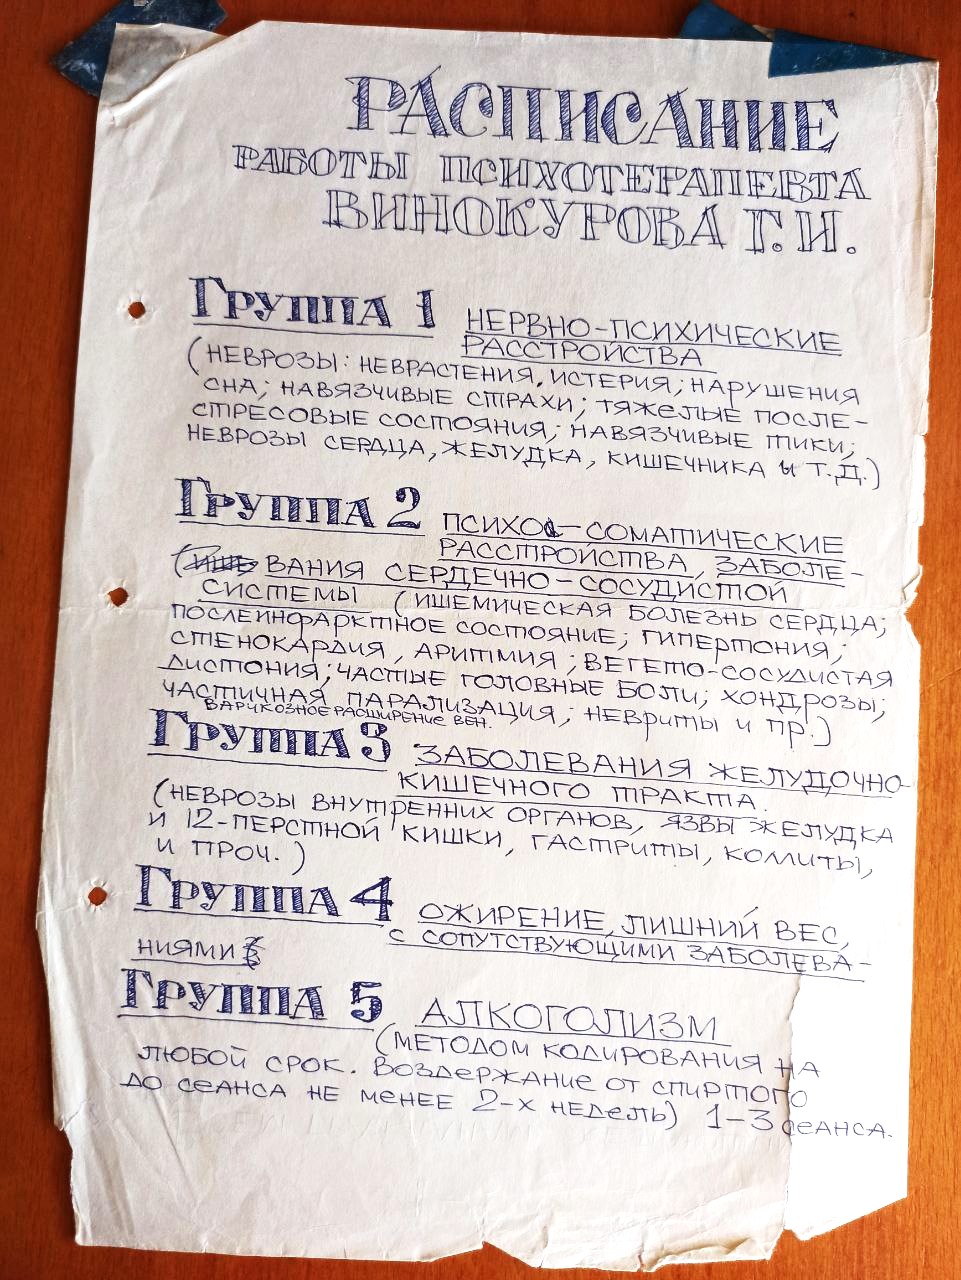 РАСПИСАНИЕ
РАБОТЫ ПСИХОТЕРАПЕВТА
ВИНОКУРОВА Г.И.
ГРУППА 1 НЕРВНО-ПСИХИЧЕСКИЕ
РАССТРОЙСТВА
(НЕВРОЗЫ: НЕВРАСТЕНИЯ, ИСТЕРИЯ; НАРУШЕНИЯ
СНА; НАВЯЗЧИВЫЕ СТРАХИ; ТЯЖЕЛЫЕ ПОСЛЕ-
СТРЕСОВЫЕ СОСТОЯНИЯ; НАВЯЗЧИВЫЕ ТИКИ;
НЕВРОЗЫ СЕРДЦА, ЖЕЛУДКА, КИШЕЧНИКА И Т.Д.)
ГРУППА 2 ПСИХО-СОМАТИЧЕСКИЕ
РАССТРОЙСТВА, ЗАБОЛЕ-
ВАНИЯ СЕРДЕЧНО-СОСУДИСТОЙ
СИСТЕМЫ (ИШЕМИЧЕСКАЯ БОЛЕЗНЬ СЕРДЦА;
ПОСЛЕИНФАРКТНОЕ СОСТОЯНИЕ; ГИПЕРТОНИЯ;
СТЕНОКАРДИЯ, АРИТМИЯ; ВЕГЕТО-СОСУДИСТАЯ
ДИСТОНИЯ; ЧАСТЫЕ ГОЛОВНЫЕ БОЛИ; ХОНДРОЗЫ;
ЧАСТИЧНАЯ ПАРАЛИЗАЦИЯ; НЕВРИТЫ И ПР.)
ВАРИКОЗНОЕ РАСШИРЕНИЕ ВЕН.
ГРУППА 3 ЗАБОЛЕВАНИЯ ЖЕЛУДОЧНО-
КИШЕЧНОГО ТРАКТА.
(НЕВРОЗЫ ВНУТРЕННИХ ОРГАНОВ, ЯЗВЫ ЖЕЛУДКА
И 12-ПЕРСТНОЙ КИШКИ, ГАСТРИТЫ, КОЛИТЫ,
И ПРОЧ.)
ГРУППА 4 ОЖИРЕНИЕ, ЛИШНИЙ ВЕС,
С СОПУТСТВУЮЩИМИ ЗАБОЛЕВА-
НИЯМИ
ГРУППА 5 АЛКОГОЛИЗМ
(МЕТОДОМ КОДИРОВАНИЯ НА
ЛЮБОЙ СРОК. ВОЗДЕРЖАНИЕ ОТ СПИРТОГО
ДО СЕАНСА НЕ МЕНЕЕ 2-Х НЕДЕЛЬ) 1-3 СЕАНСА.